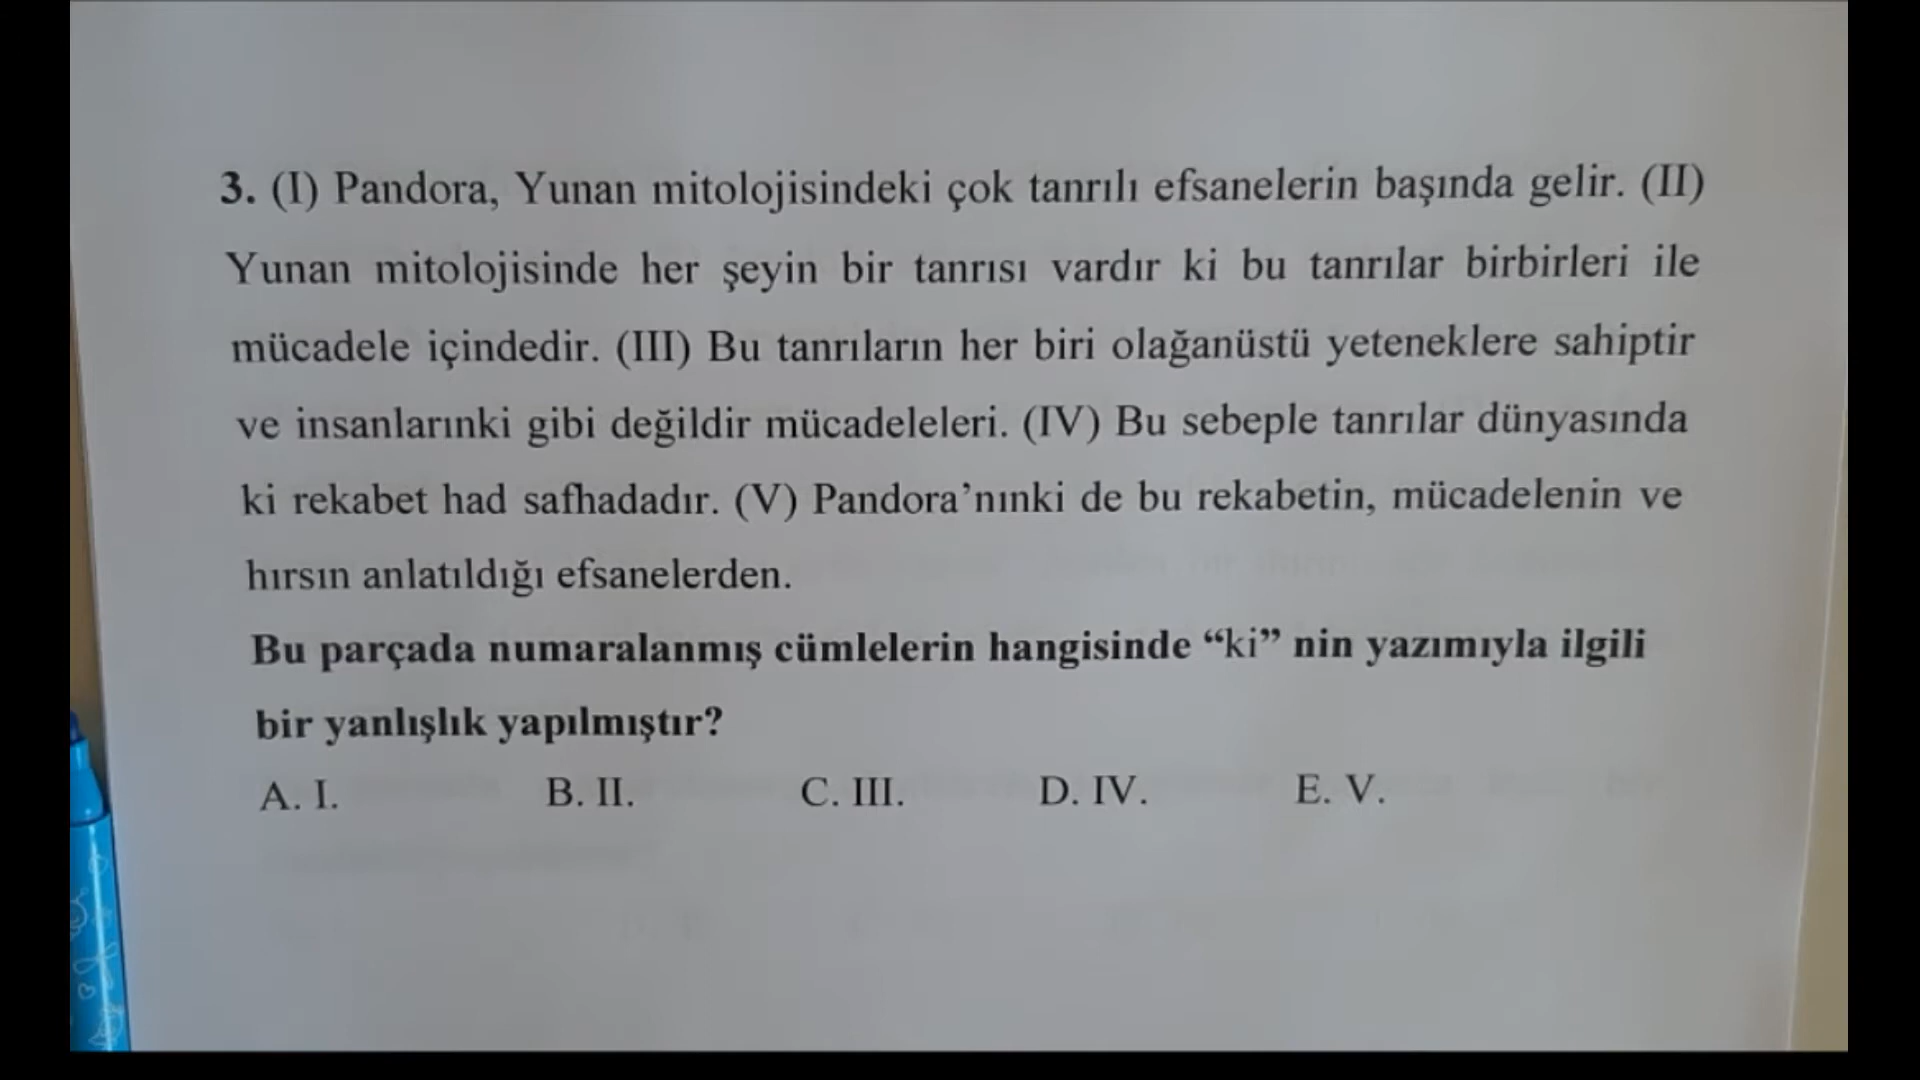 3. (I) Pandora, Yunan mitolojisindeki çok tanrılı efsanelerin başında gelir. (II)
Yunan mitolojisinde her şeyin bir tanrısı vardır ki bu tanrılar birbirleri ile
mücadele içindedir. (III) Bu tanrıların her biri olağanüstü yeteneklere sahiptir
ve insanlarınki gibi değildir mücadeleleri. (IV) Bu sebeple tanrılar dünyasında
ki rekabet had safhadadır. (V) Pandora’nınki de bu rekabetin, mücadelenin ve
hırsın anlatıldığı efsanelerden.
Bu parçada numaralanmış cümlelerin hangisinde “ki” nin yazımıyla ilgili
bir yanlışlık yapılmıştır?
A. I. B. II. C. III. D. IV. E. V.